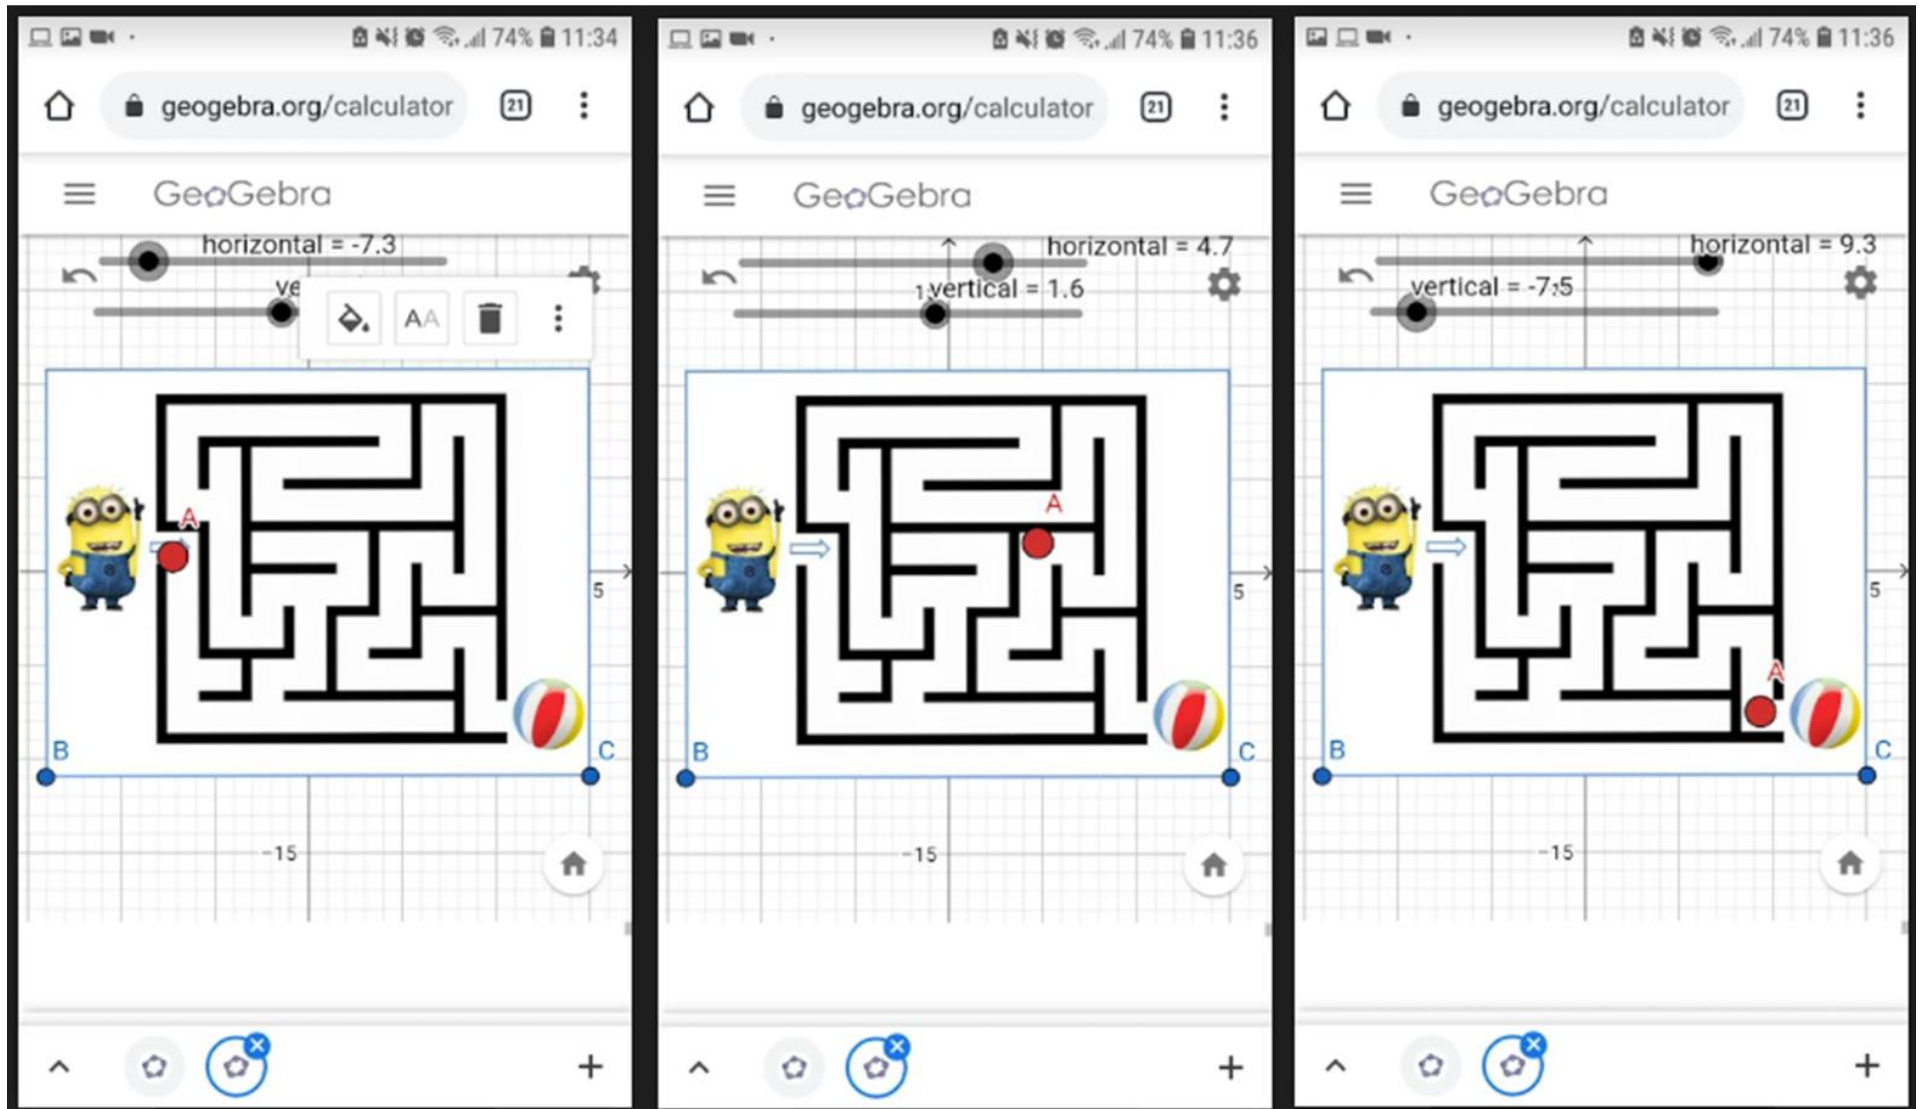 74% 11:34
geogebra.org/calculator 21
GeoGebra
horizontal = -7.3
ve
AA
A
5
B
C
-15
74% 11:36
geogebra.org/calculator 21
GeoGebra
horizontal = 4.7
vertical = 1.6
A
5
B
C
-15
74% 11:36
geogebra.org/calculator 21
GeoGebra
horizontal = 9.3
vertical = -7.5
5
A
B
C
-15